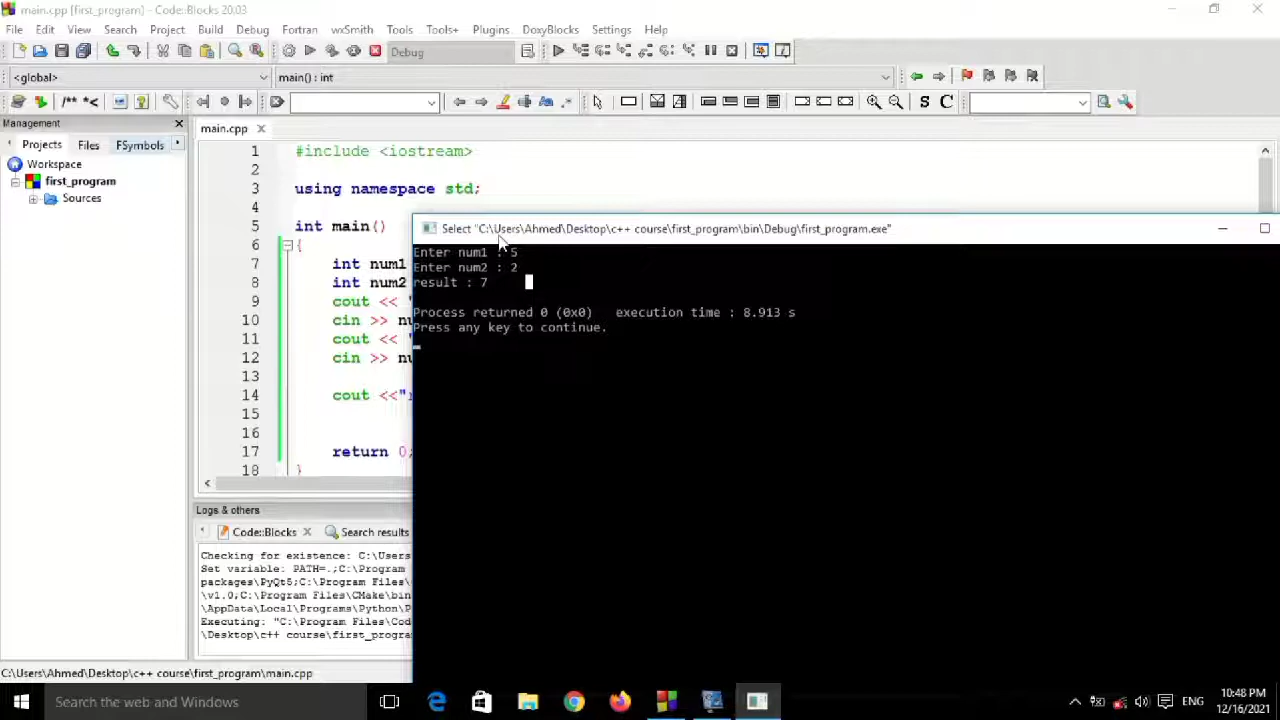 main.cpp [first_program] - Code::Blocks 20.03
File Edit View Search Project Build Debug Fortran wxSmith Tools Tools+ Plugins DoxyBlocks Settings Help
Debug
<global> main() : int
/** *< S C
Management
Projects Files FSymbols
Workspace
first_program
Sources
main.cpp
1 #include <iostream>
2
3 using namespace std;
4
5 int main()
6 {
7 int num1
8 int num2
9 cout << "
10 cin >> nu
11 cout << "
12 cin >> nu
13
14 cout <<"r
15
16
17 return 0;
18 }
Select "C:\Users\Ahmed\Desktop\c++ course\first_program\bin\Debug\first_program.exe"
Enter num1 : 5
Enter num2 : 2
result : 7
Process returned 0 (0x0) execution time : 8.913 s
Press any key to continue.
Logs & others
Code::Blocks Search results
Checking for existence: C:\Users
Set variable: PATH=.;C:\Program
packages\PyQt5;C:\Program Files\
\v1.0;C:\Program Files\CMake\bin
\AppData\Local\Programs\Python\P
Executing: "C:\Program Files\Cod
\Desktop\c++ course\first_progra
C:\Users\Ahmed\Desktop\c++ course\first_program\main.cpp
Search the web and Windows
ENG
10:48 PM
12/16/2021